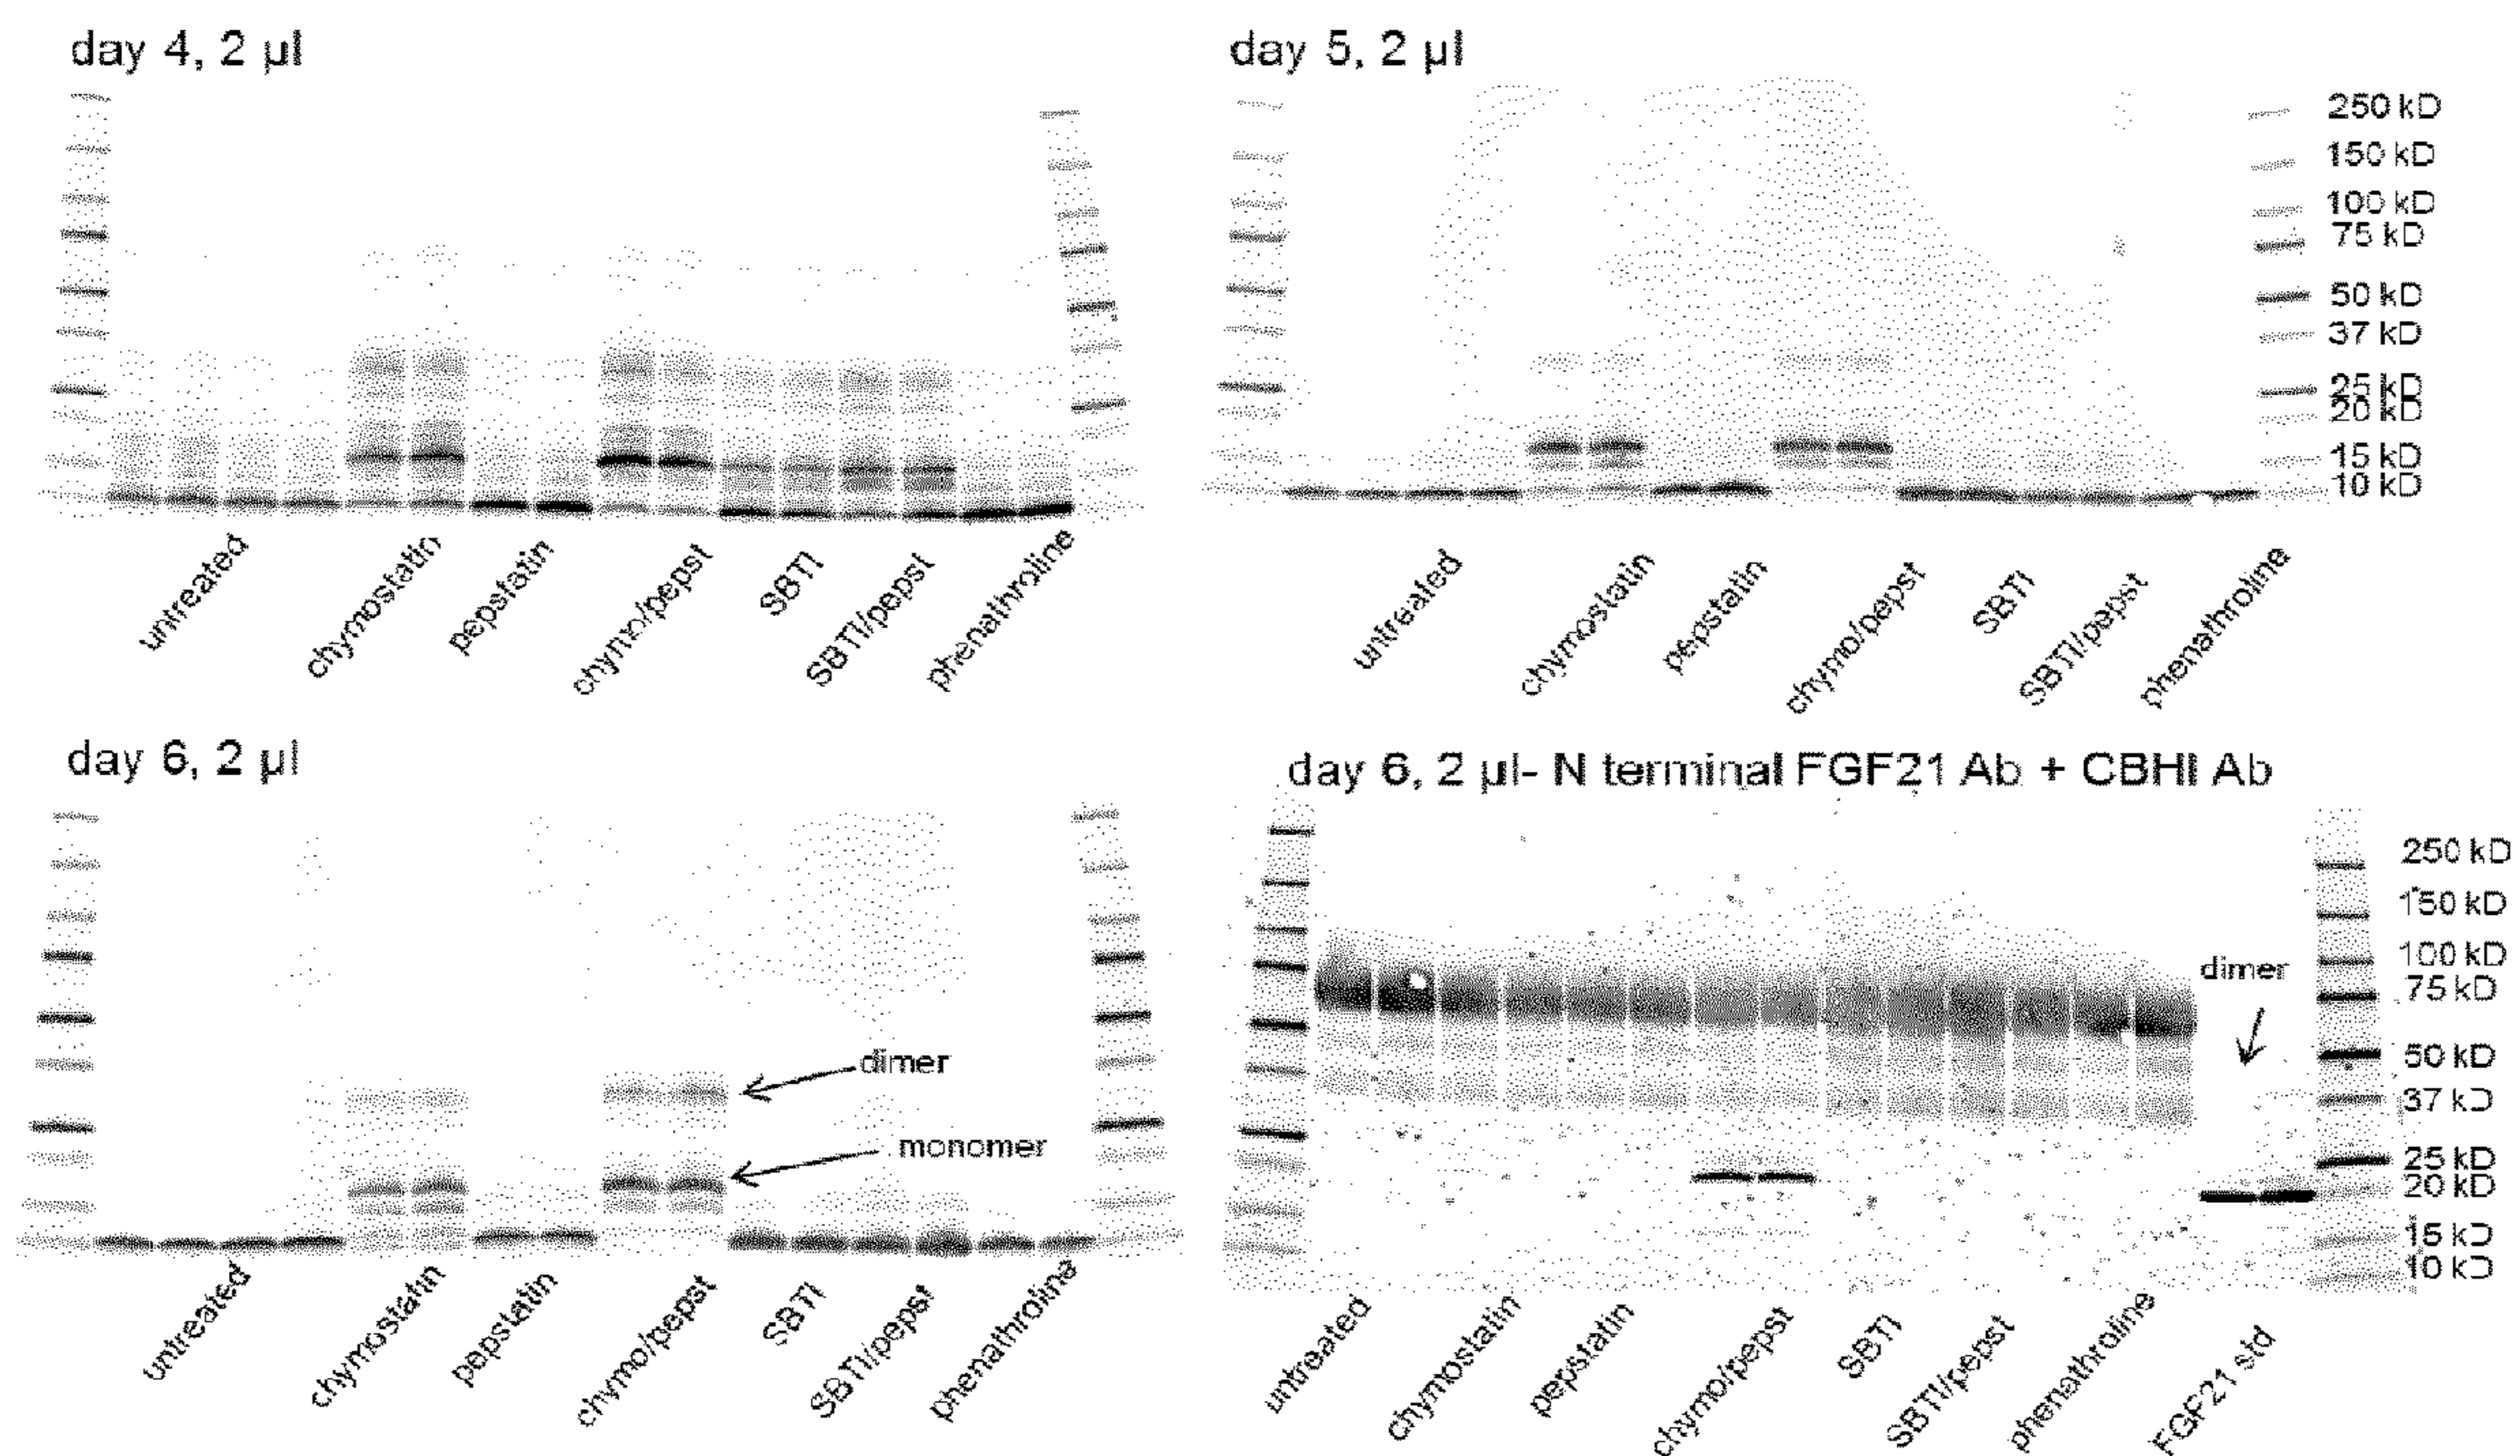 day 4, 2 µl
untreated
chymostatin
pepstatin
chymo/pepst
SBTI
SBTI/pepst
phenathroline
day 5, 2 µl
250 kD
150 kD
100 kD
75 kD
50 kD
37 kD
25 kD
20 kD
15 kD
10 kD
untreated
chymostatin
pepstatin
chymo/pepst
SBTI
SBTI/pepst
phenathroline
day 6, 2 µl
dimer
monomer
untreated
chymostatin
pepstatin
chymo/pepst
SBTI
SBTI/pepst
phenathroline
day 6, 2 µl- N terminal FGF21 Ab + CBHI Ab
dimer
250 kD
150 kD
100 kD
75 kD
50 kD
37 kD
25 kD
20 kD
15 kD
10 kD
untreated
chymostatin
pepstatin
chymo/pepst
SBTI
SBTI/pepst
phenathroline
FGF21 std